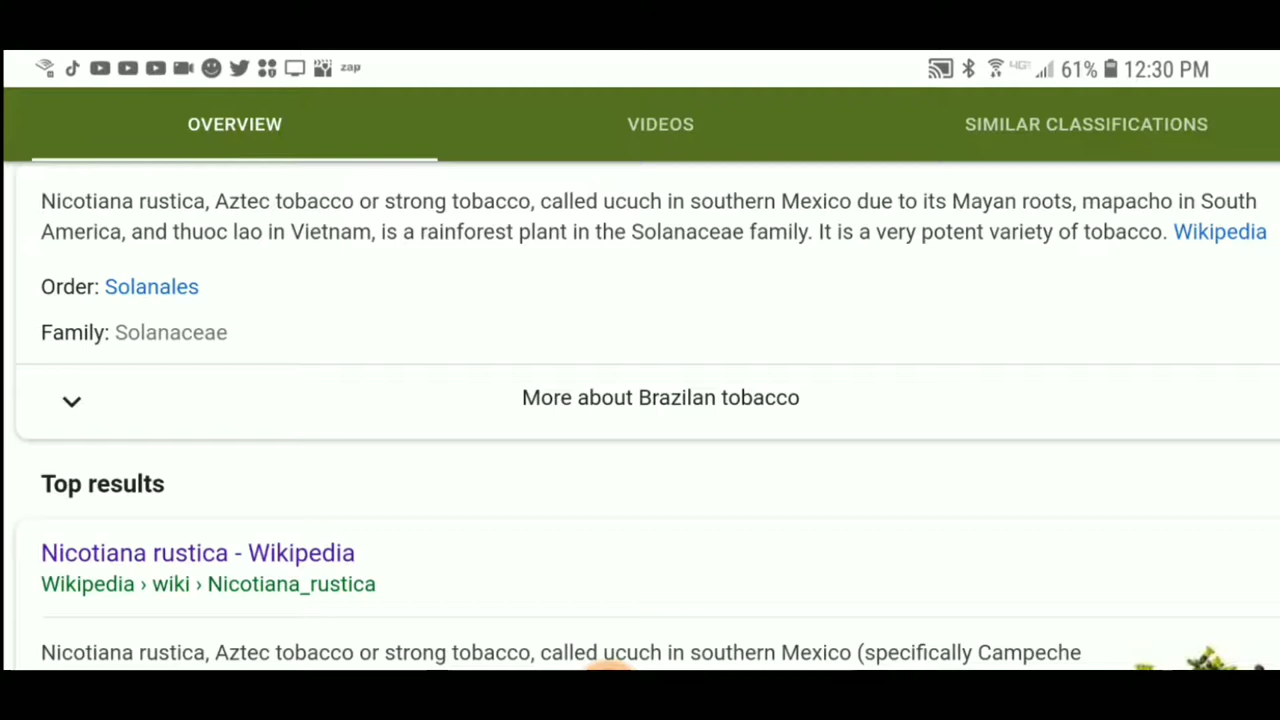 zap
4G 61% 12:30 PM
OVERVIEW VIDEOS SIMILAR CLASSIFICATIONS
Nicotiana rustica, Aztec tobacco or strong tobacco, called ucuch in southern Mexico due to its Mayan roots, mapacho in South
America, and thuoc lao in Vietnam, is a rainforest plant in the Solanaceae family. It is a very potent variety of tobacco. Wikipedia
Order: Solanales
Family: Solanaceae
More about Brazilan tobacco
Top results
Nicotiana rustica - Wikipedia
Wikipedia › wiki › Nicotiana_rustica
Nicotiana rustica, Aztec tobacco or strong tobacco, called ucuch in southern Mexico (specifically Campeche